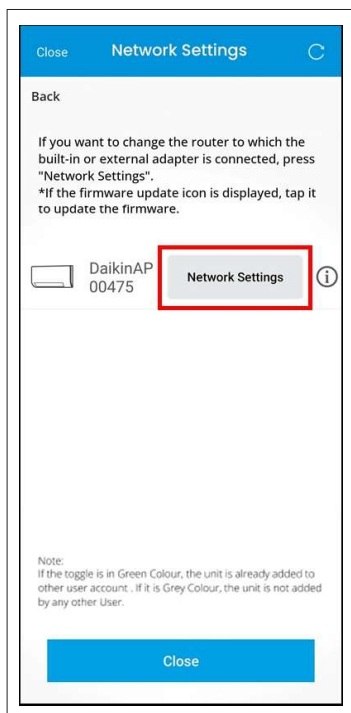 Close Network Settings
Back
If you want to change the router to which the
built-in or external adapter is connected, press
"Network Settings".
*If the firmware update icon is displayed, tap it
to update the firmware.
DaikinAP
00475
Network Settings
Note:
If the toggle is in Green Colour, the unit is already added to
other user account . If it is Grey Colour, the unit is not added
by any other User.
Close